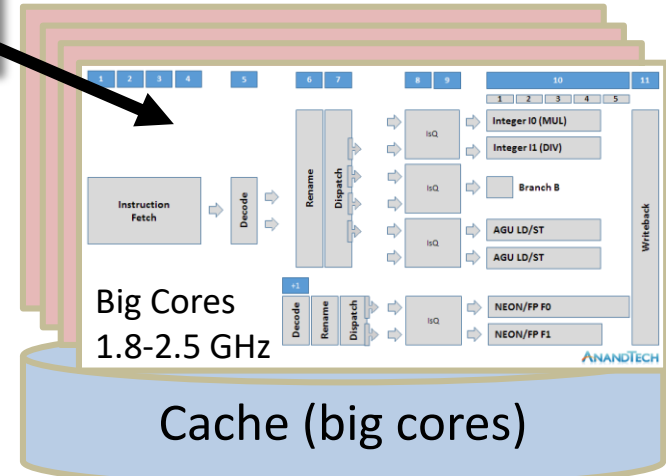 1 2 3 4 5 6 7 8 9 10 11
1 2 3 4 5
Instruction
Fetch
Decode
Rename
Dispatch
IsQ
Integer I0 (MUL)
Integer I1 (DIV)
IsQ
Branch B
IsQ
AGU LD/ST
AGU LD/ST
Writeback
+1
Decode
Rename
Dispatch
IsQ
NEON/FP F0
NEON/FP F1
Big Cores
1.8-2.5 GHz
ANANDTECH
Cache (big cores)